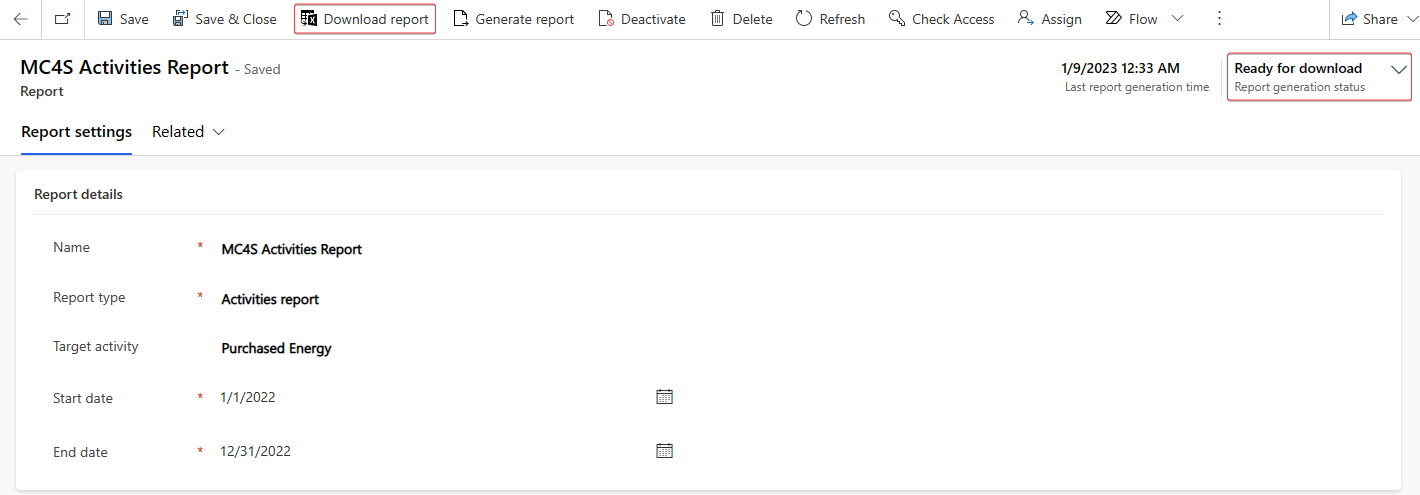 Save Save & Close Download report Generate report Deactivate Delete Refresh Check Access Assign Flow Share
MC4S Activities Report - Saved
Report
1/9/2023 12:33 AM
Last report generation time
Ready for download
Report generation status
Report settings Related
Report details
Name * MC4S Activities Report
Report type * Activities report
Target activity Purchased Energy
Start date * 1/1/2022
End date * 12/31/2022